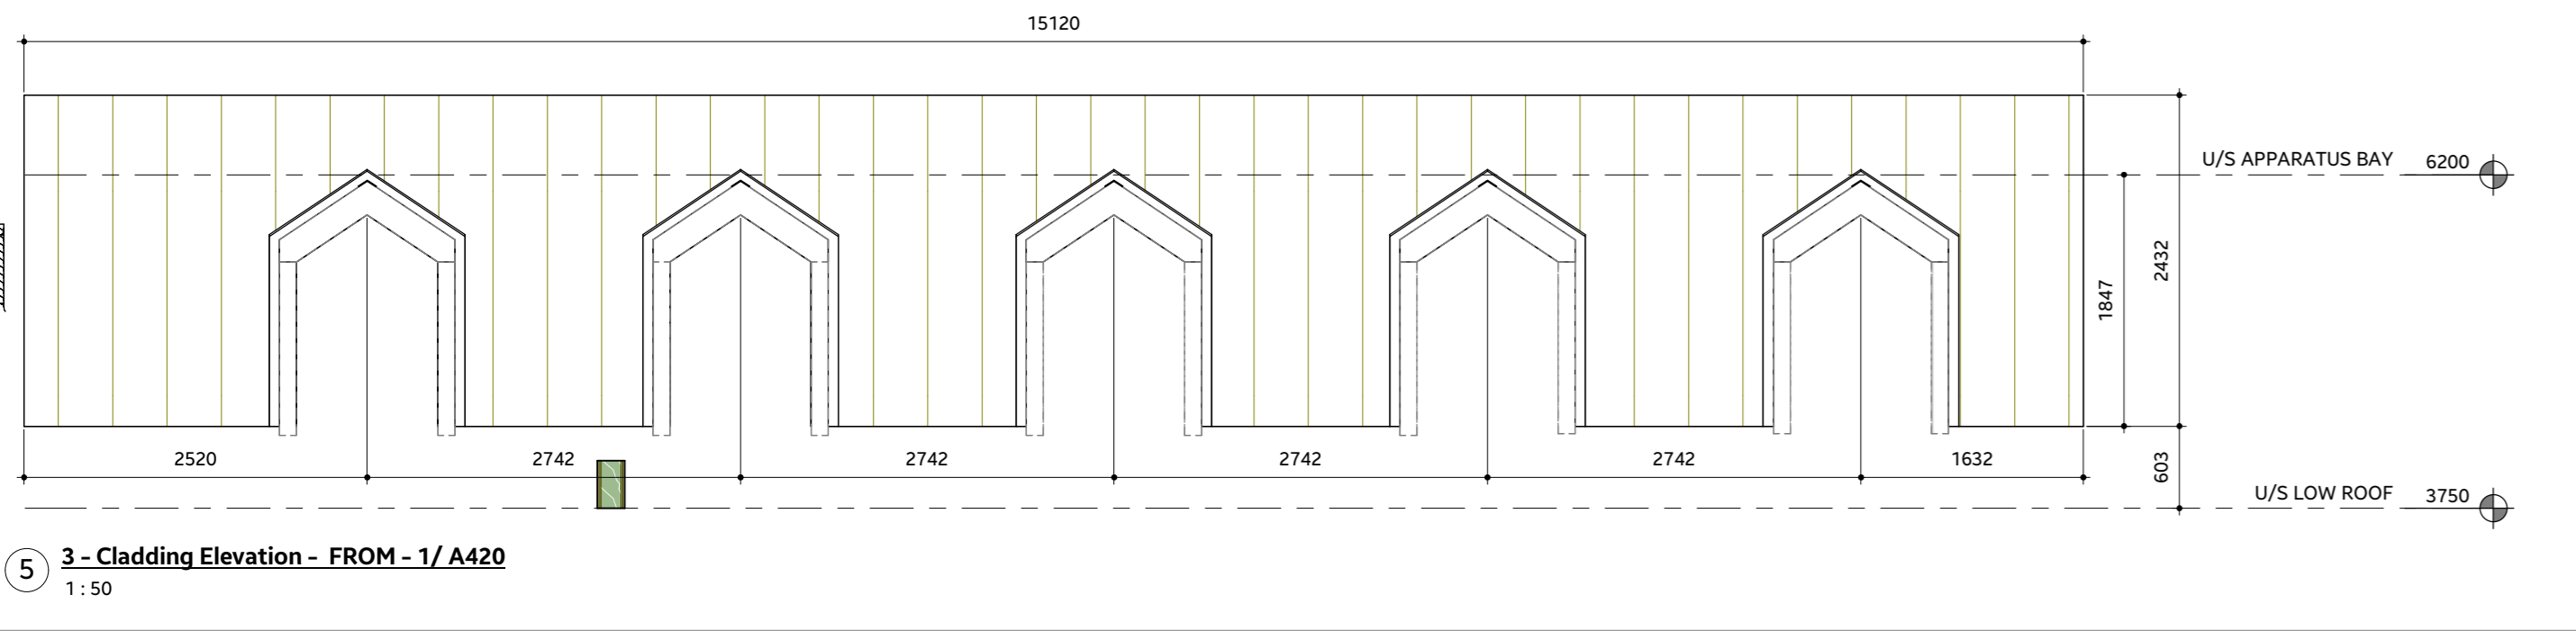 15120
U/S APPARATUS BAY 6200
2432
1847
2520 2742 2742 2742 2742 1632
603
U/S LOW ROOF 3750
5 3 - Cladding Elevation - FROM - 1/ A420
1 : 50